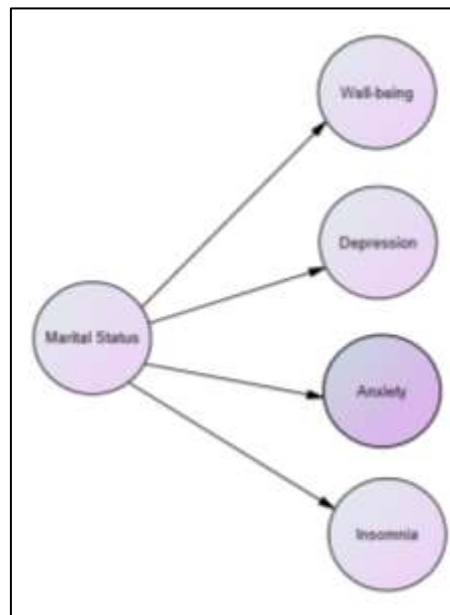 Well-being
Depression
Marital Status
Anxiety
Insomnia